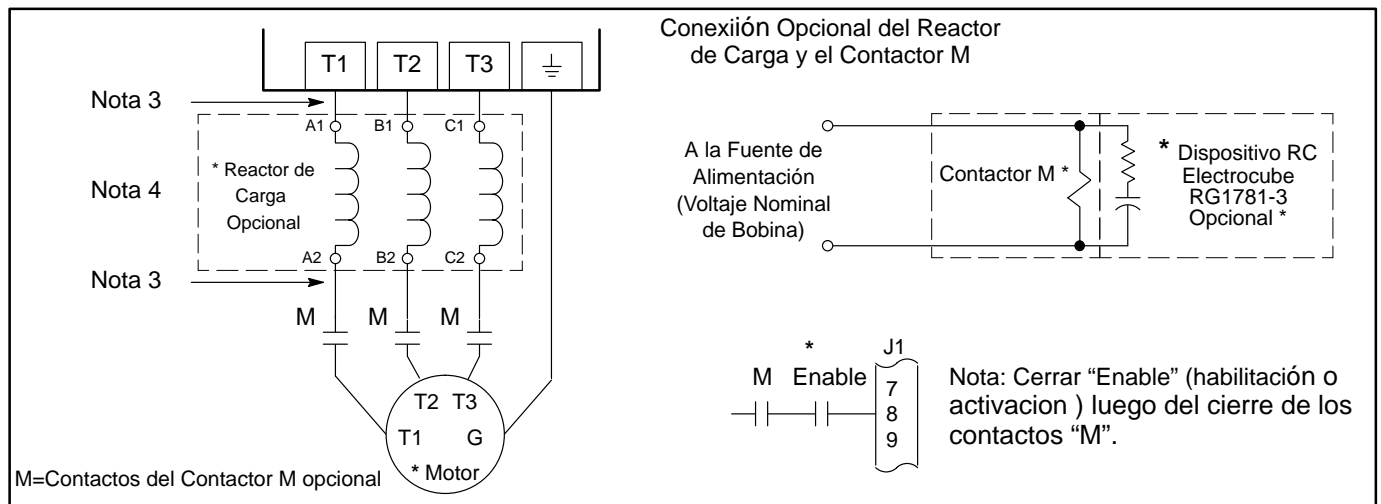 Conexiión Opcional del Reactor
de Carga y el Contactor M
T1 T2 T3
Nota 3
A1 B1 C1
* Reactor de
Carga
Opcional
Nota 4
A2 B2 C2
Nota 3
M M M
T2 T3
T1 G
* Motor
M=Contactos del Contactor M opcional
A la Fuente de
Alimentación
(Voltaje Nominal
de Bobina)
Contactor M *
* Dispositivo RC
Electrocube
RG1781-3
Opcional *
*
J1
M Enable
7
8
9
Nota: Cerrar “Enable” (habilitación o
activacion ) luego del cierre de los
contactos “M”.